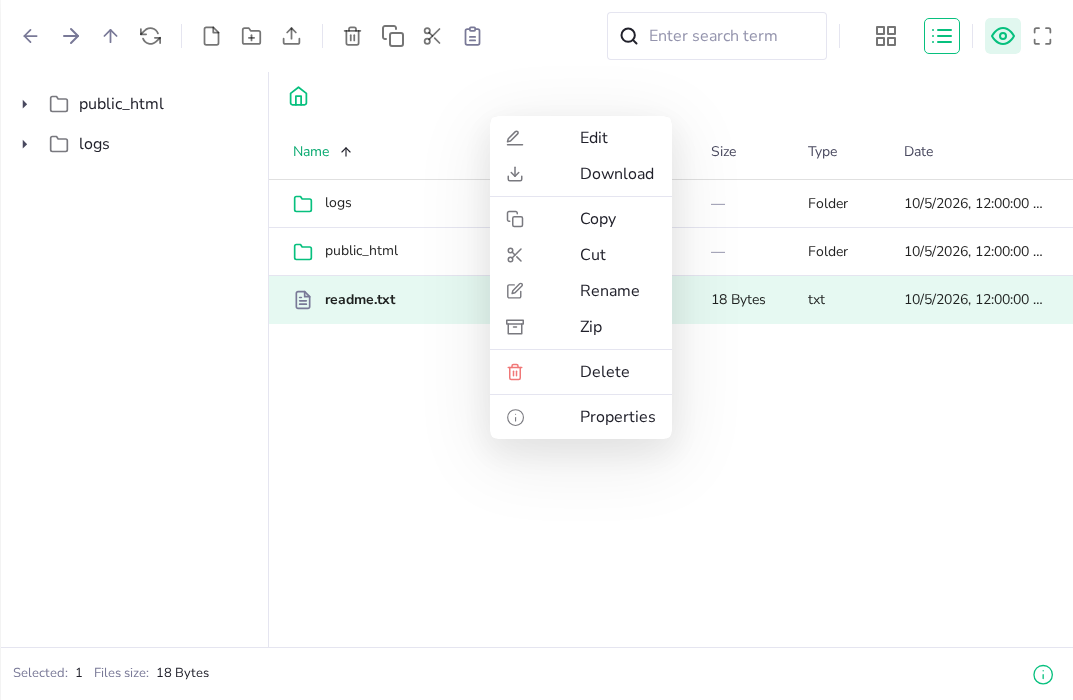 Enter search term
public_html
logs
Name Size Type Date
logs — Folder 10/5/2026, 12:00:00 ...
public_html — Folder 10/5/2026, 12:00:00 ...
readme.txt 18 Bytes txt 10/5/2026, 12:00:00 ...
Edit
Download
Copy
Cut
Rename
Zip
Delete
Properties
Selected: 1 Files size: 18 Bytes